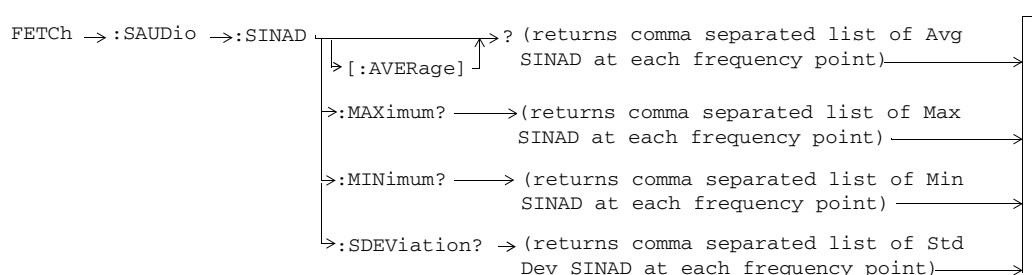 FETCh :SAUDio :SINAD ? (returns comma separated list of Avg
[:AVERage] SINAD at each frequency point)
:MAXimum? (returns comma separated list of Max
SINAD at each frequency point)
:MINimum? (returns comma separated list of Min
SINAD at each frequency point)
:SDEViation? (returns comma separated list of Std
Dev SINAD at each frequency point)